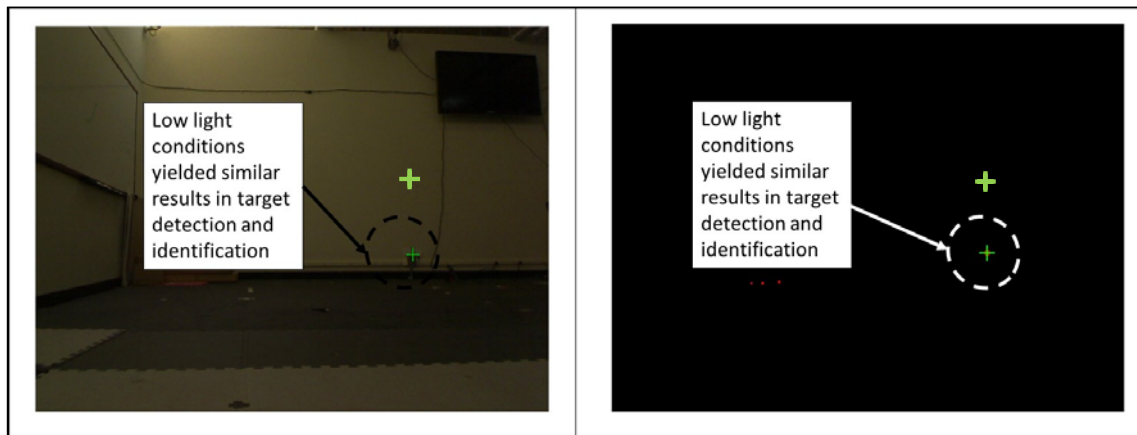 Low light
conditions
yielded similar
results in target
detection and
identification
Low light
conditions
yielded similar
results in target
detection and
identification